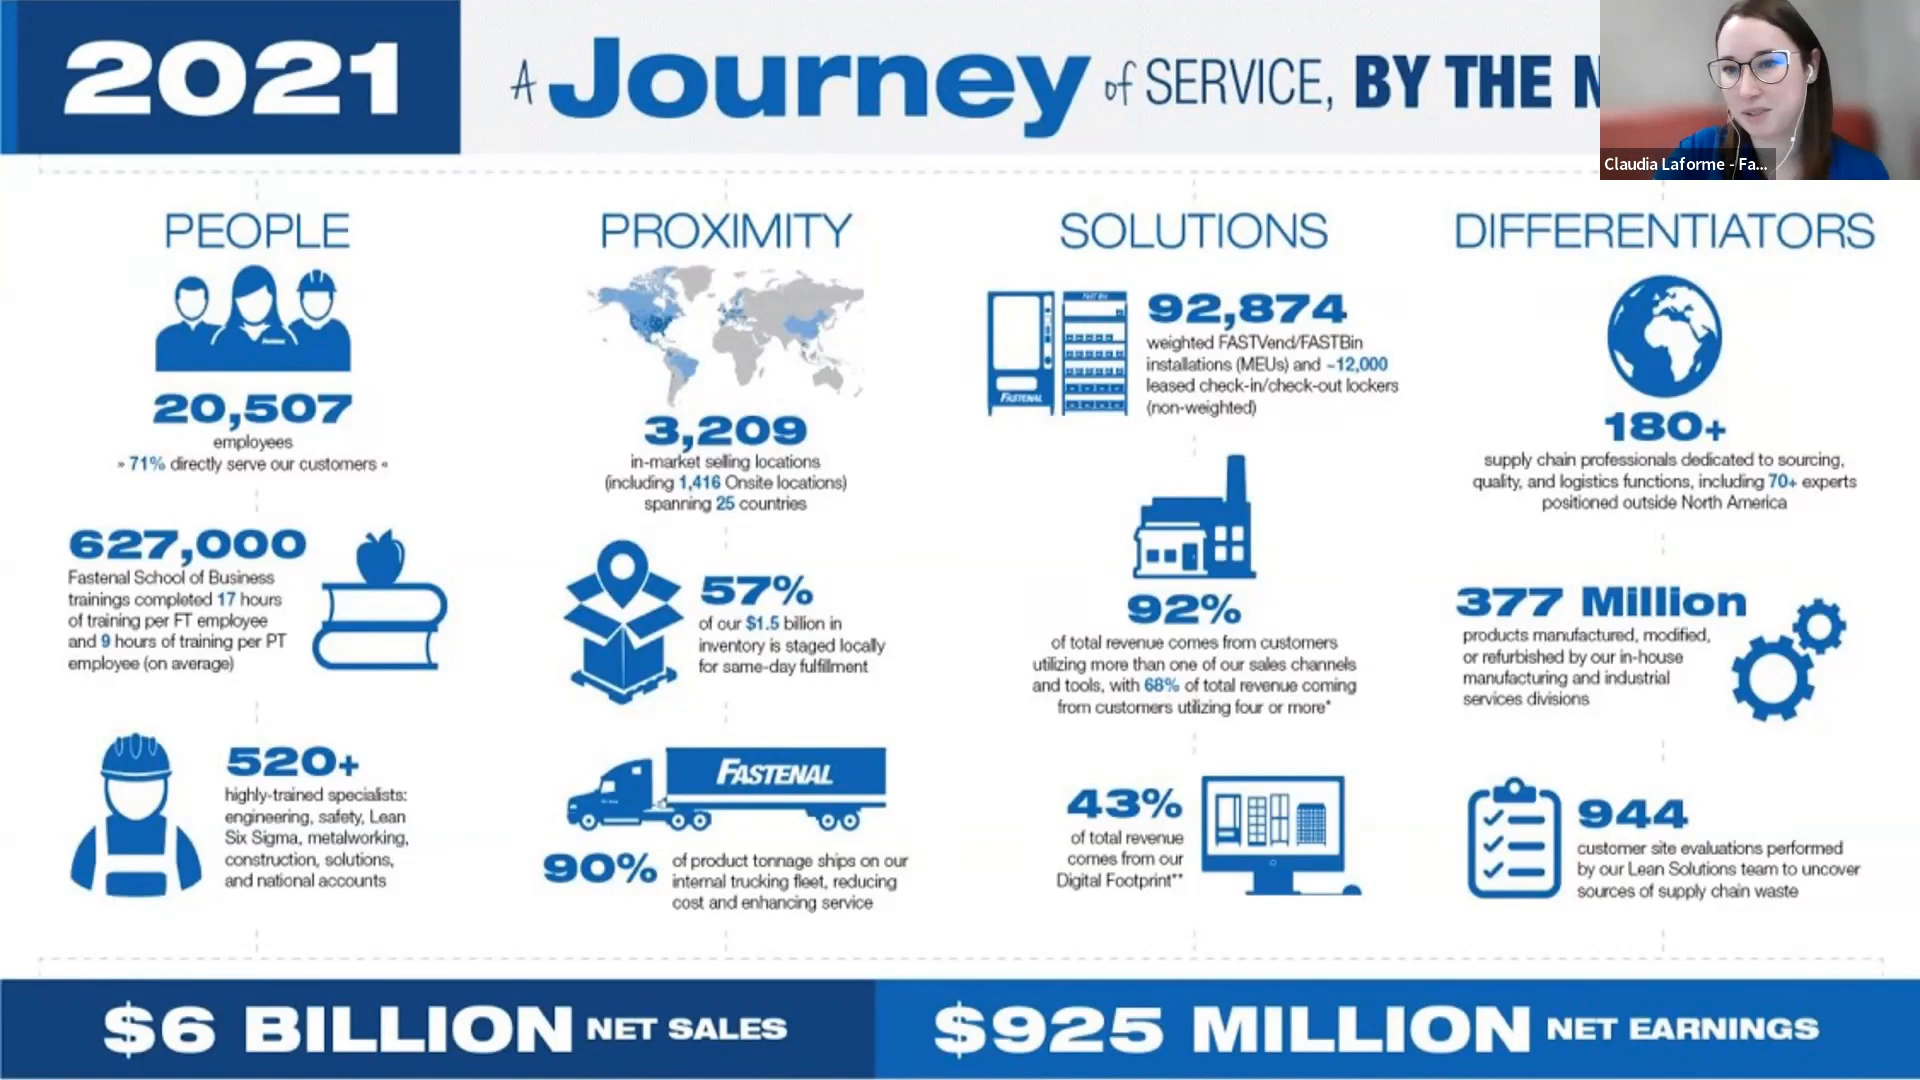 2021
A Journey of SERVICE, BY THE N
Claudia Laforme - Fa...
PEOPLE
20,507
employees
» 71% directly serve our customers «
627,000
Fastenal School of Business
trainings completed 17 hours
of training per FT employee
and 9 hours of training per PT
employee (on average)
520+
highly-trained specialists:
engineering, safety, Lean
Six Sigma, metalworking,
construction, solutions,
and national accounts
PROXIMITY
3,209
in-market selling locations
(including 1,416 Onsite locations)
spanning 25 countries
57%
of our $1.5 billion in
inventory is staged locally
for same-day fulfillment
FASTENAL
90%
of product tonnage ships on our
internal trucking fleet, reducing
cost and enhancing service
SOLUTIONS
FASTENAL
92,874
weighted FASTVend/FASTBin
installations (MEUs) and ~12,000
leased check-in/check-out lockers
(non-weighted)
92%
of total revenue comes from customers
utilizing more than one of our sales channels
and tools, with 68% of total revenue coming
from customers utilizing four or more*
43%
of total revenue
comes from our
Digital Footprint**
DIFFERENTIATORS
180+
supply chain professionals dedicated to sourcing,
quality, and logistics functions, including 70+ experts
positioned outside North America
377 Million
products manufactured, modified,
or refurbished by our in-house
manufacturing and industrial
services divisions
944
customer site evaluations performed
by our Lean Solutions team to uncover
sources of supply chain waste
$6 BILLION NET SALES
$925 MILLION NET EARNINGS